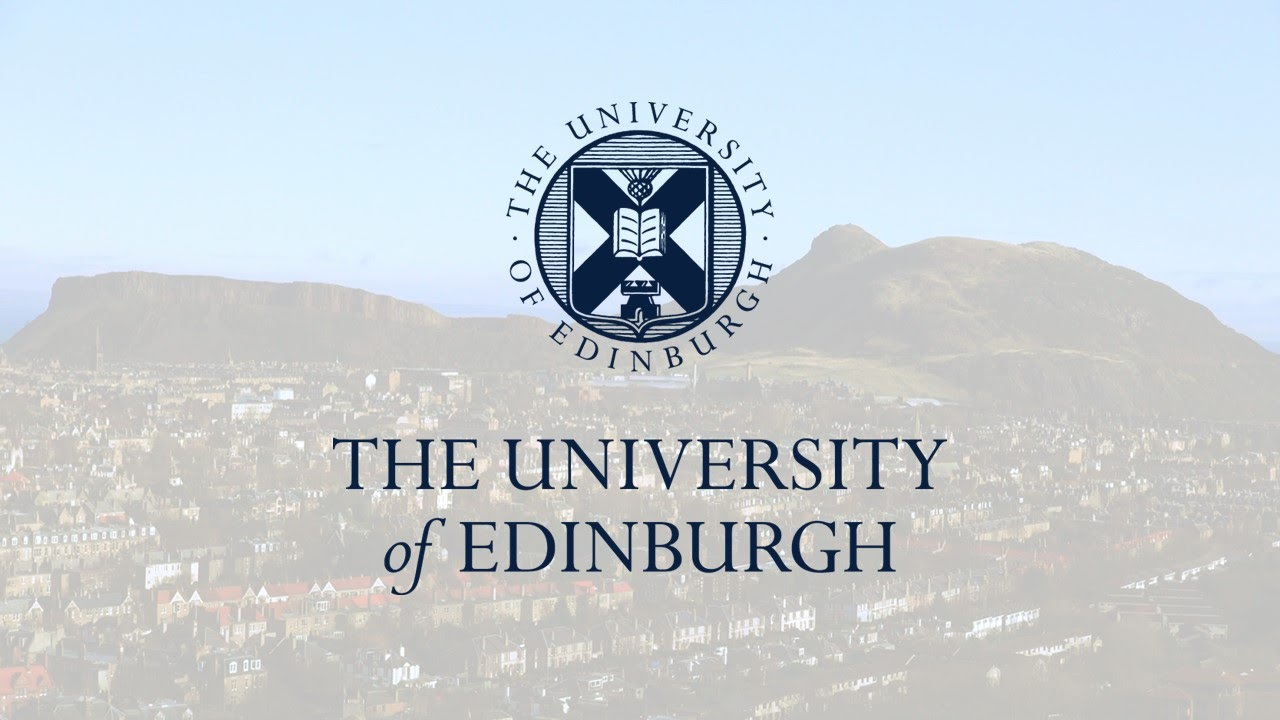 THE UNIVERSITY
· OF EDINBURGH ·
THE UNIVERSITY
of EDINBURGH